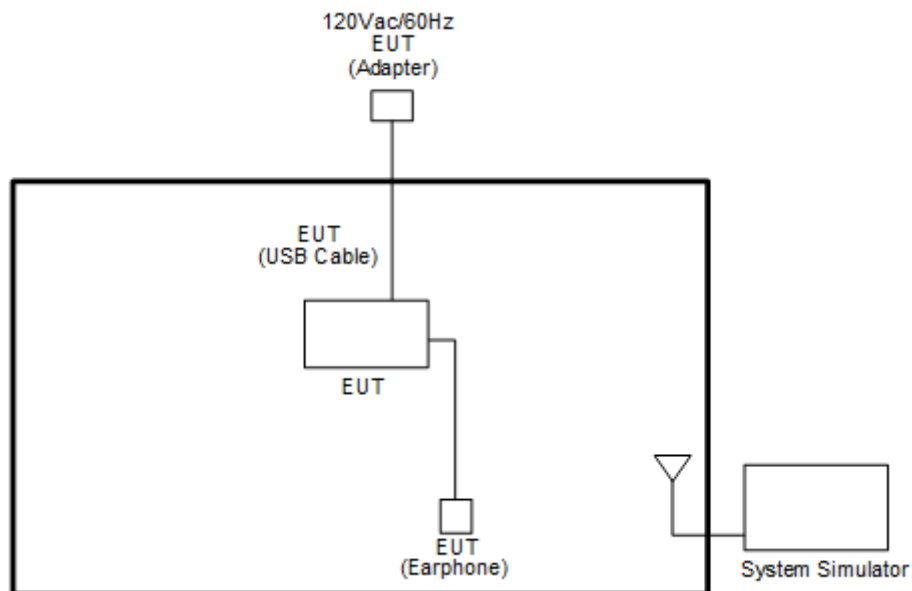 120Vac/60Hz
EUT
(Adapter)
EUT
(USB Cable)
EUT
EUT
(Earphone)
System Simulator